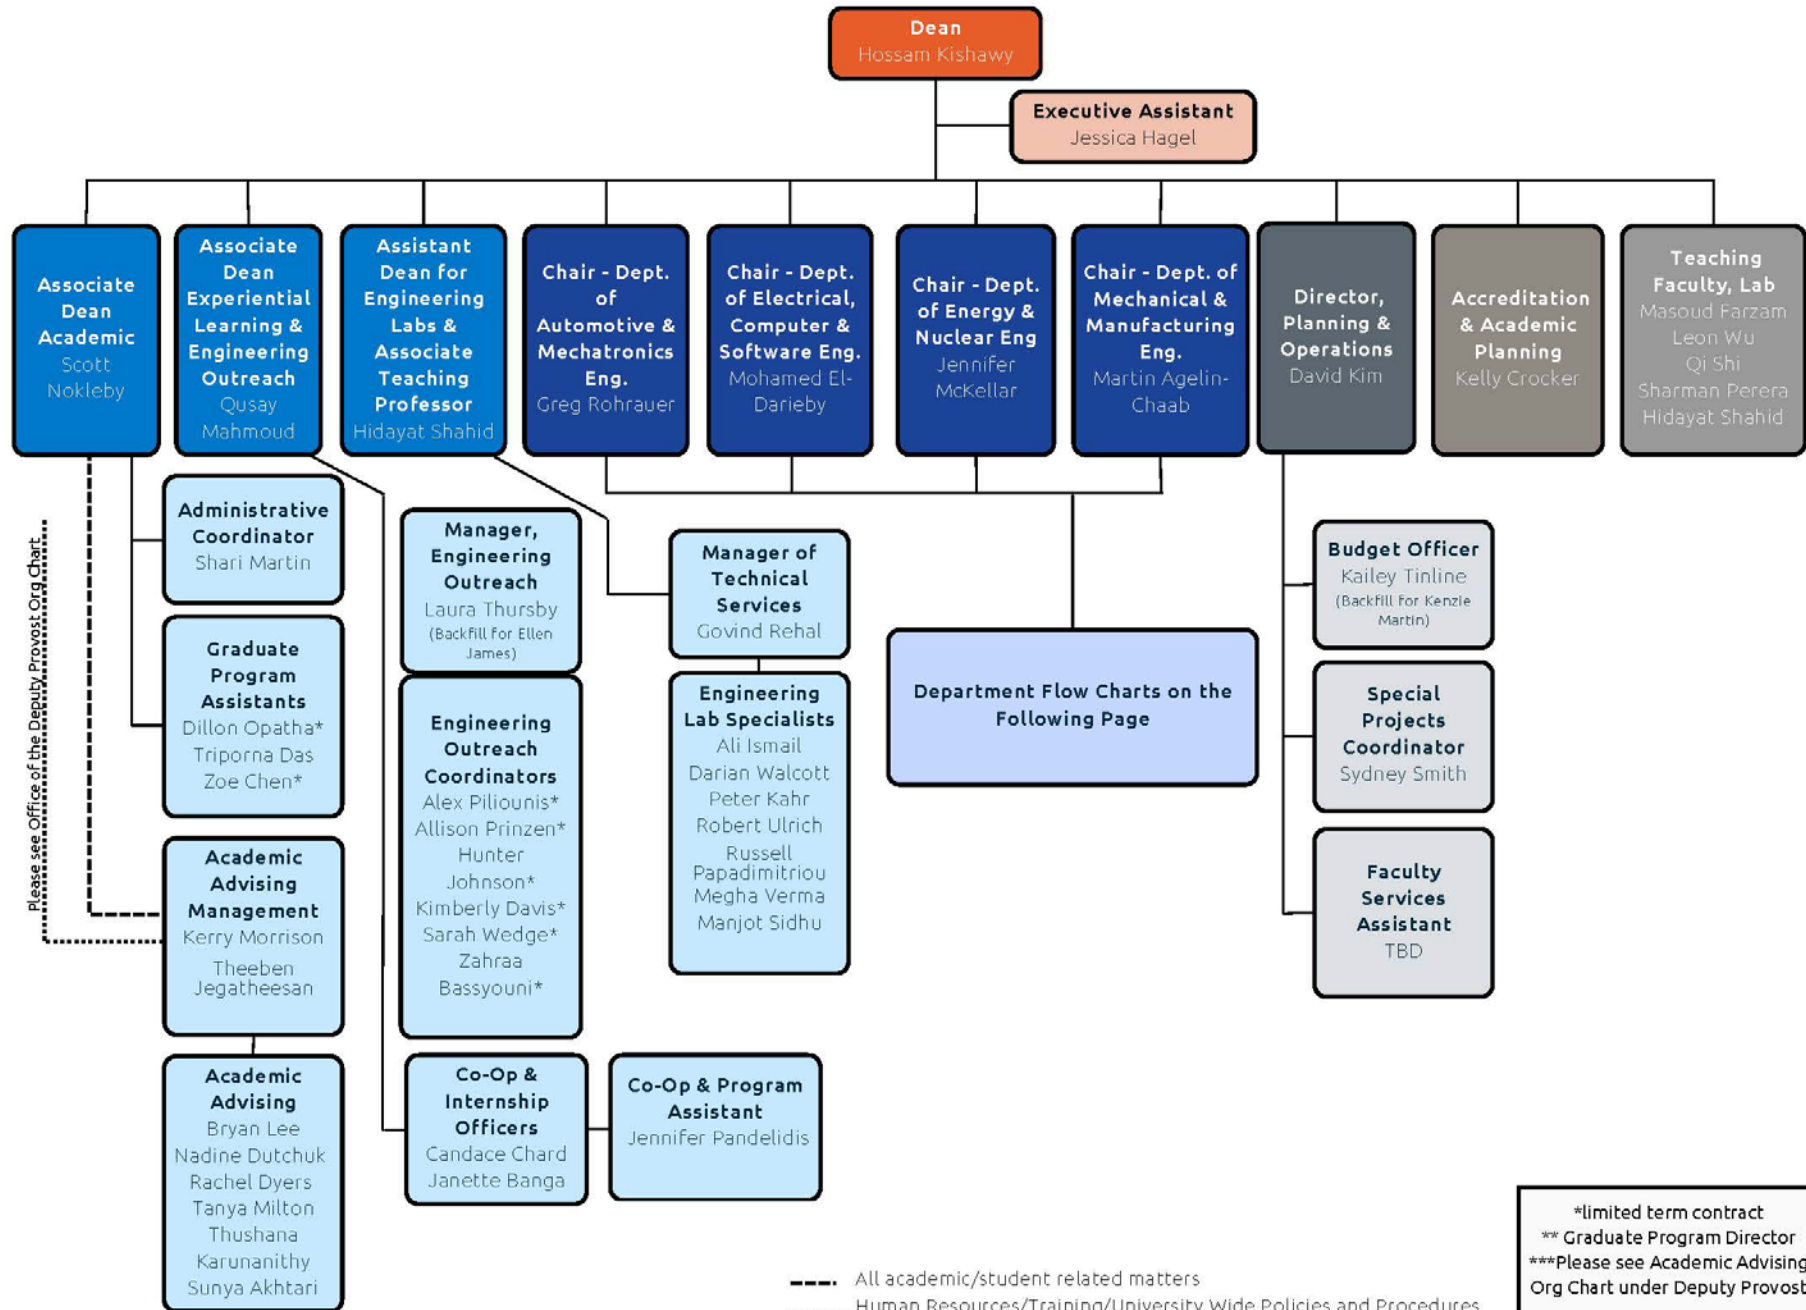 Dean
Hossam Kishawy
Executive Assistant
Jessica Hagel
Associate
Dean
Academic
Scott
Nokleby
Associate
Dean
Experiential
Learning &
Engineering
Outreach
Qusay
Mahmoud
Assistant
Dean for
Engineering
Labs &
Associate
Teaching
Professor
Hidayat Shahid
Chair - Dept.
of
Automotive &
Mechatronics
Eng.
Greg Rohrauer
Chair - Dept.
of Electrical,
Computer &
Software Eng.
Mohamed El-
Darieby
Chair - Dept.
of Energy &
Nuclear Eng
Jennifer
McKellar
Chair - Dept. of
Mechanical &
Manufacturing
Eng.
Martin Agelin-
Chaab
Director,
Planning &
Operations
David Kim
Accreditation
& Academic
Planning
Kelly Crocker
Teaching
Faculty, Lab
Masoud Farzam
Leon Wu
Qi Shi
Sharman Perera
Hidayat Shahid
Please see Office of the Deputy Provost Org Chart
Administrative
Coordinator
Shari Martin
Graduate
Program
Assistants
Dillon Opatha*
Triporna Das
Zoe Chen*
Academic
Advising
Management
Kerry Morrison
Theeben
Jegatheesan
Academic
Advising
Bryan Lee
Nadine Dutchuk
Rachel Dyers
Tanya Milton
Thushana
Karunanithy
Sunya Akhtari
Manager,
Engineering
Outreach
Laura Thursby
(Backfill for Ellen
James)
Engineering
Outreach
Coordinators
Alex Piliounis*
Allison Prinzen*
Hunter
Johnson*
Kimberly Davis*
Sarah Wedge*
Zahraa
Bassyouni*
Co-Op &
Internship
Officers
Candace Chard
Janette Banga
Co-Op & Program
Assistant
Jennifer Pandelidis
Manager of
Technical
Services
Govind Rehal
Engineering
Lab Specialists
Ali Ismail
Darian Walcott
Peter Kahr
Robert Ulrich
Russell
Papadimitriou
Megha Verma
Manjot Sidhu
Department Flow Charts on the
Following Page
Budget Officer
Kailey Tinline
(Backfill for Kenzie
Martin)
Special
Projects
Coordinator
Sydney Smith
Faculty
Services
Assistant
TBD
All academic/student related matters
Human Resources/Training/University Wide Policies and Procedures
*limited term contract
** Graduate Program Director
***Please see Academic Advising
Org Chart under Deputy Provost